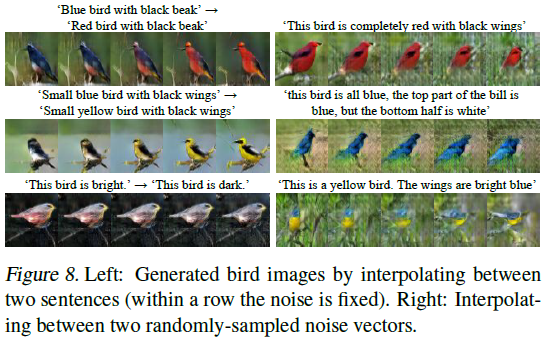 ‘Blue bird with black beak’ →
‘Red bird with black beak’
‘Small blue bird with black wings’ →
‘Small yellow bird with black wings’
‘This bird is bright.’ → ‘This bird is dark.’
‘This bird is completely red with black wings’
‘this bird is all blue, the top part of the bill is
blue, but the bottom half is white’
‘This is a yellow bird. The wings are bright blue’
Figure 8. Left: Generated bird images by interpolating between
two sentences (within a row the noise is fixed). Right: Interpolat-
ing between two randomly-sampled noise vectors.